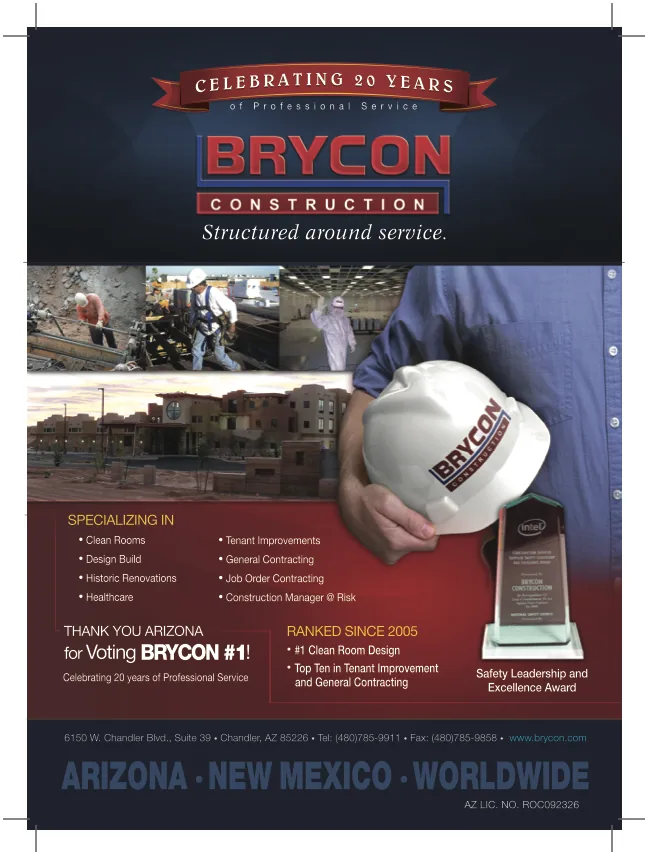 CELEBRATING 20 YEARS
of Professional Service
BRYCON
CONSTRUCTION
Structured around service.
BRYCON
CONSTRUCTION
intel
BRYCON
CONSTRUCTION
SPECIALIZING IN
• Clean Rooms
• Design Build
• Historic Renovations
• Healthcare
• Tenant Improvements
• General Contracting
• Job Order Contracting
• Construction Manager @ Risk
THANK YOU ARIZONA
for Voting BRYCON #1!
Celebrating 20 years of Professional Service
RANKED SINCE 2005
• #1 Clean Room Design
• Top Ten in Tenant Improvement
and General Contracting
Safety Leadership and
Excellence Award
6150 W. Chandler Blvd., Suite 39 • Chandler, AZ 85226 • Tel: (480)785-9911 • Fax: (480)785-9858 • www.brycon.com
ARIZONA • NEW MEXICO • WORLDWIDE
AZ LIC. NO. ROC092326